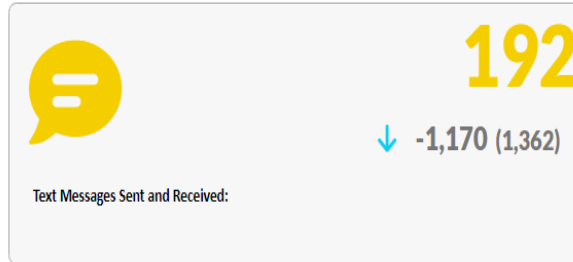 192
↓ -1,170 (1,362)
Text Messages Sent and Received: